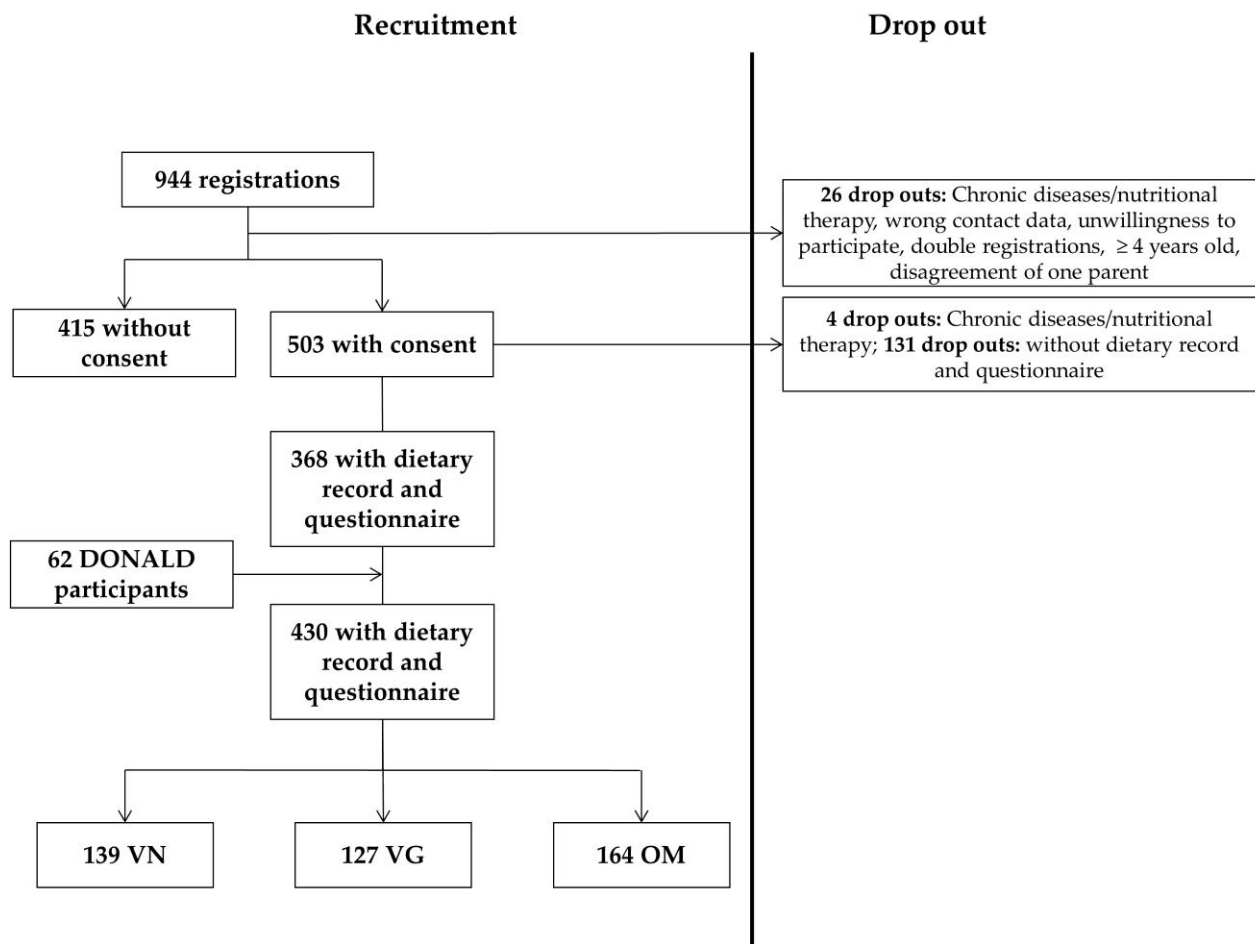 Recruitment
Drop out
944 registrations
26 drop outs: Chronic diseases/nutritional
therapy, wrong contact data, unwillingness to
participate, double registrations, ≥ 4 years old,
disagreement of one parent
415 without
consent
503 with consent
4 drop outs: Chronic diseases/nutritional
therapy; 131 drop outs: without dietary record
and questionnaire
368 with dietary
record and
questionnaire
62 DONALD
participants
430 with dietary
record and
questionnaire
139 VN
127 VG
164 OM